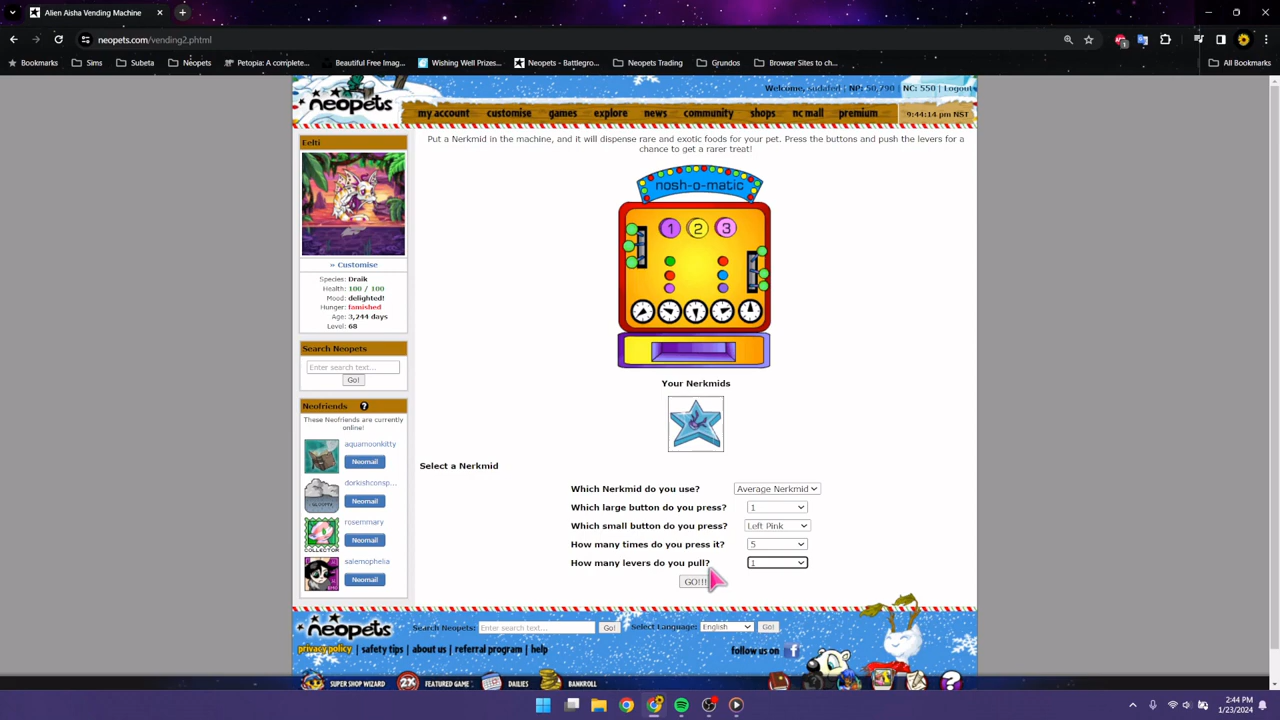 Alien Aisha Vending Machine
neopets.com/vending2.phtml
Bookmarks Sims Subeta Neopets Petopia: A complete... Beautiful Free Imag... Wishing Well Prizes... Neopets - Battlegro... Neopets Trading Grundos Browser Sites to ch... All Bookmarks
neopets
Welcome, sudated | NP: 50,790 | NC: 550 | Logout
my account customise games explore news community shops nc mall premium 9:44:14 pm NST
Eelti
» Customise
Species: Draik
Health: 100 / 100
Mood: delighted!
Hunger: famished
Age: 3,244 days
Level: 68
Search Neopets
Enter search text...
Go!
Neofriends ?
These Neofriends are currently
online!
aquamoonkitty
Neomail
dorkishconsp...
Neomail
rosemmary
Neomail
COLLECTOR
salemophelia
Neomail
Put a Nerkmid in the machine, and it will dispense rare and exotic foods for your pet. Press the buttons and push the levers for a
chance to get a rarer treat!
nosh-o-matic
1 2 3
Your Nerkmids
Select a Nerkmid
Which Nerkmid do you use? Average Nerkmid
Which large button do you press? 1
Which small button do you press? Left Pink
How many times do you press it? 5
How many levers do you pull? 1
GO!!!
neopets
Search Neopets: Enter search text... Go! Select Language: English Go!
privacy policy | safety tips | about us | referral program | help
follow us on f
SUPER SHOP WIZARD 2X FEATURED GAME DAILIES BANKROLL ?
2:44 PM
1/23/2024